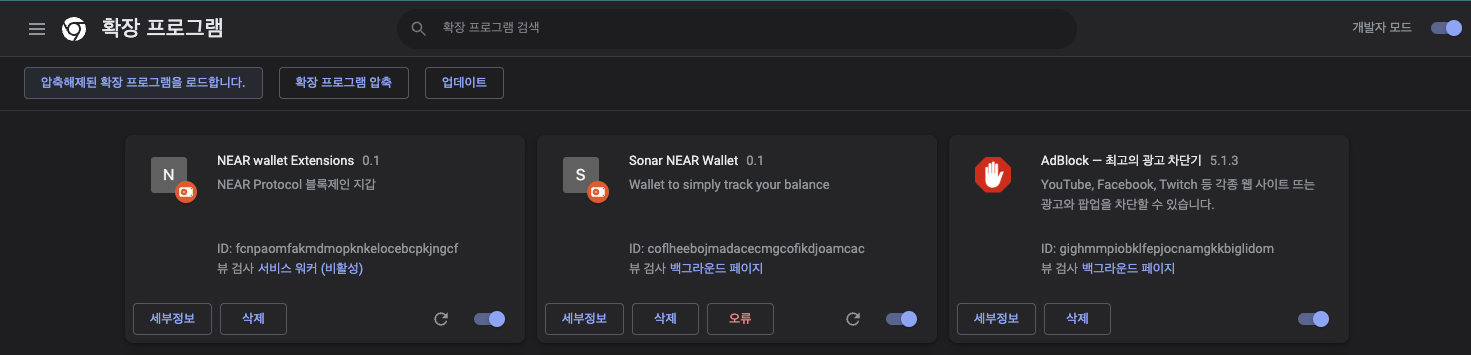 확장 프로그램
확장 프로그램 검색
개발자 모드
압축해제된 확장 프로그램을 로드합니다.
확장 프로그램 압축
업데이트
N
NEAR wallet Extensions 0.1
NEAR Protocol 블록체인 지갑
ID: fcnpaomfakmdmopknkelocebcpkjngcf
뷰 검사 서비스 워커 (비활성)
세부정보
삭제
S
Sonar NEAR Wallet 0.1
Wallet to simply track your balance
ID: coflheebojmadacecmgcofikdjoamcac
뷰 검사 백그라운드 페이지
세부정보
삭제
오류
AdBlock — 최고의 광고 차단기 5.1.3
YouTube, Facebook, Twitch 등 각종 웹 사이트 뜨는
광고와 팝업을 차단할 수 있습니다.
ID: gighmmpiobklfepjocnamgkkbiglidom
뷰 검사 백그라운드 페이지
세부정보
삭제